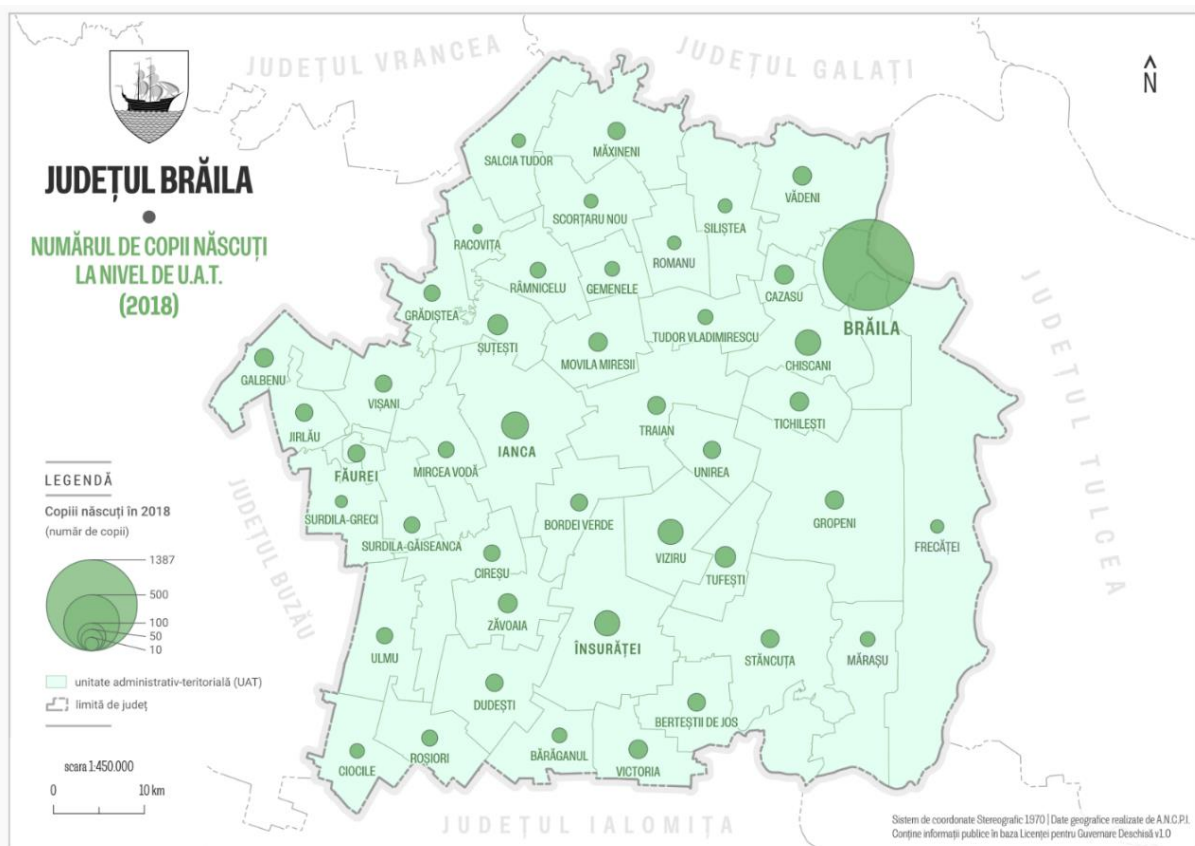 JUDEȚUL VRANCEA
JUDEȚUL GALAȚI
N
JUDEȚUL BRĂILA
NUMĂRUL DE COPII NĂSCUȚI
LA NIVEL DE U.A.T.
(2018)
SALCIA TUDOR
MĂXINENI
VĂDENI
SCORȚARU NOU
SILIȘTEA
RACOVIȚA
ROMANU
RÂMNICELU
GEMENELE
CAZASU
GRĂDIȘTEA
BRĂILA
ȘUȚEȘTI
MOVILA MIRESII
TUDOR VLADIMIRESCU
CHISCANI
JUDEȚUL TULCEA
GALBENU
VIȘANI
JIRLĂU
IANCA
TRAIAN
TICHILEȘTI
FĂUREI
MIRCEA VODĂ
UNIREA
SURDILA-GRECI
SURDILA-GĂISEANCA
BORDEI VERDE
GROPENI
VIZIRU
FRECĂȚEI
CIREȘU
TUFEȘTI
JUDEȚUL BUZĂU
ZĂVOAIA
ÎNSURĂȚEI
ULMU
STĂNCUȚA
MĂRAȘU
DUDEȘTI
BERTEȘTII DE JOS
CIOCILE
ROȘIORI
BĂRĂGANUL
VICTORIA
JUDEȚUL IALOMIȚA
LEGENDĂ
Copiii născuți în 2018
(număr de copii)
1387
500
100
50
10
unitate administrativ-teritorială (UAT)
limită de județ
scara 1:450.000
0 10 km
Sistem de coordonate Stereografic 1970 | Date geografice realizate de A.N.C.P.I.
Conține informații publice în baza Licenței pentru Guvernare Deschisă v1.0